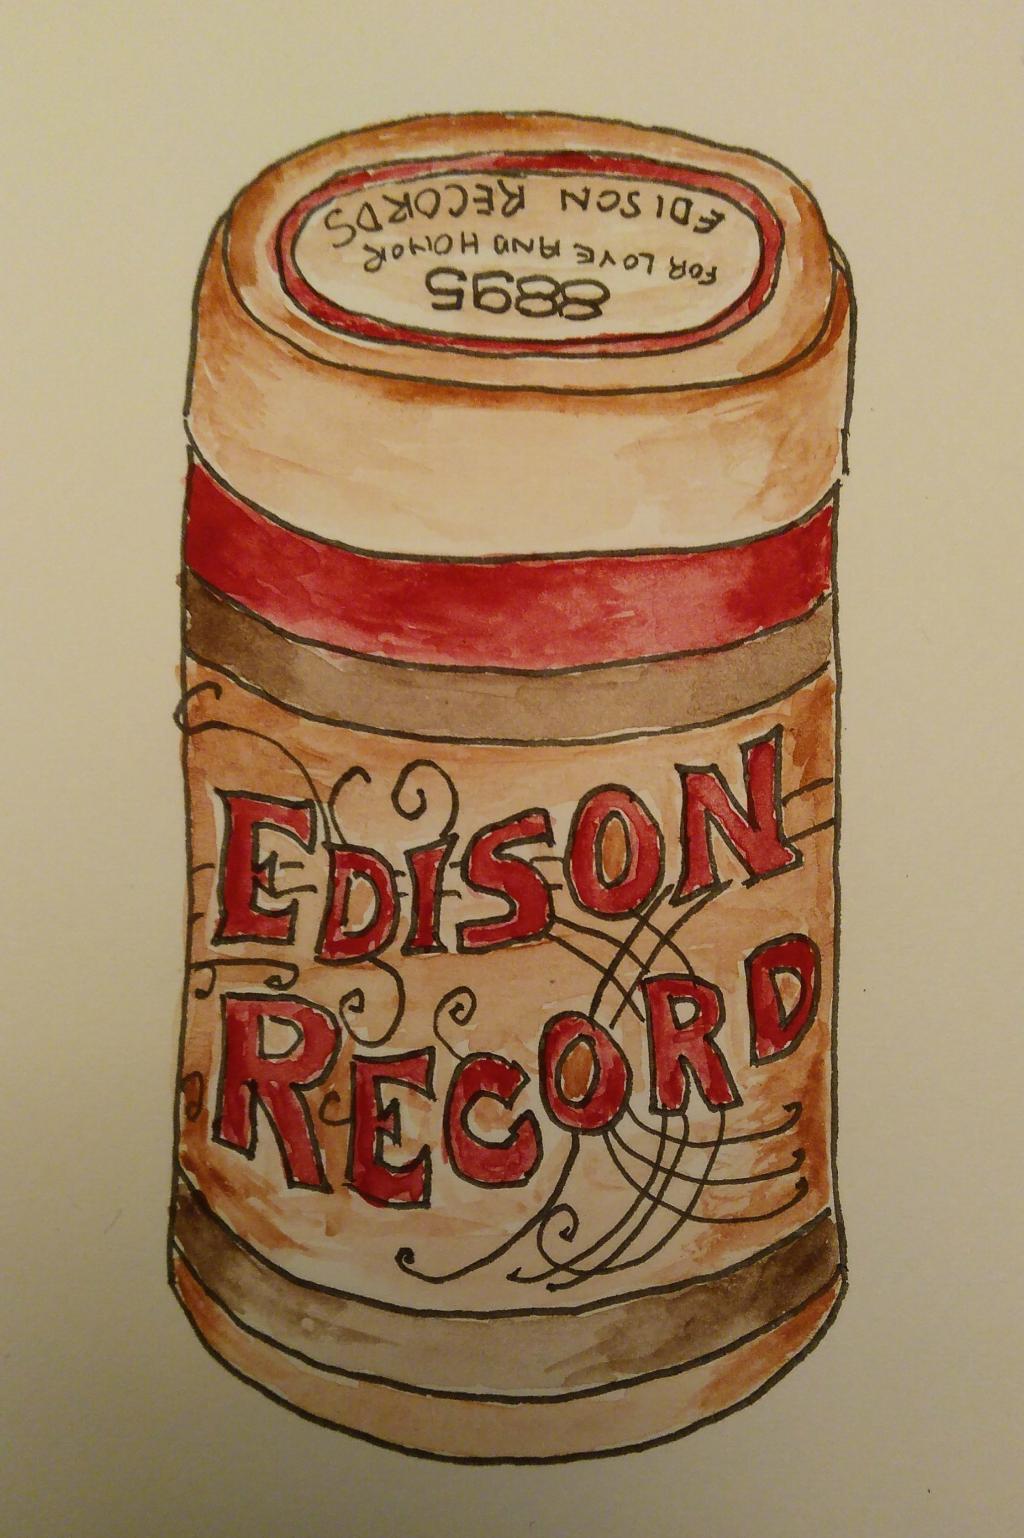 8895
FOR LOVE AND HONOR
EDISON RECORDS
EDISON
RECORD